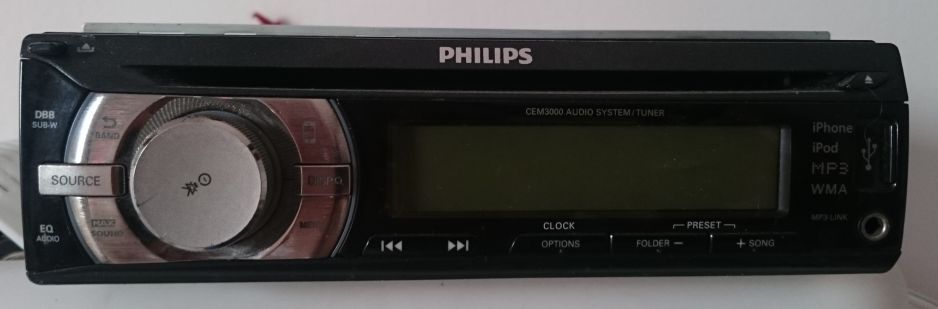 PHILIPS
CEM3000 AUDIO SYSTEM/TUNER
DBB
SUB-W
BAND
SOURCE
DISP
MAX
SOUND
MENU
EQ
AUDIO
iPhone
iPod
MP3
WMA
MP3-LINK
CLOCK
PRESET
OPTIONS
FOLDER −
+ SONG